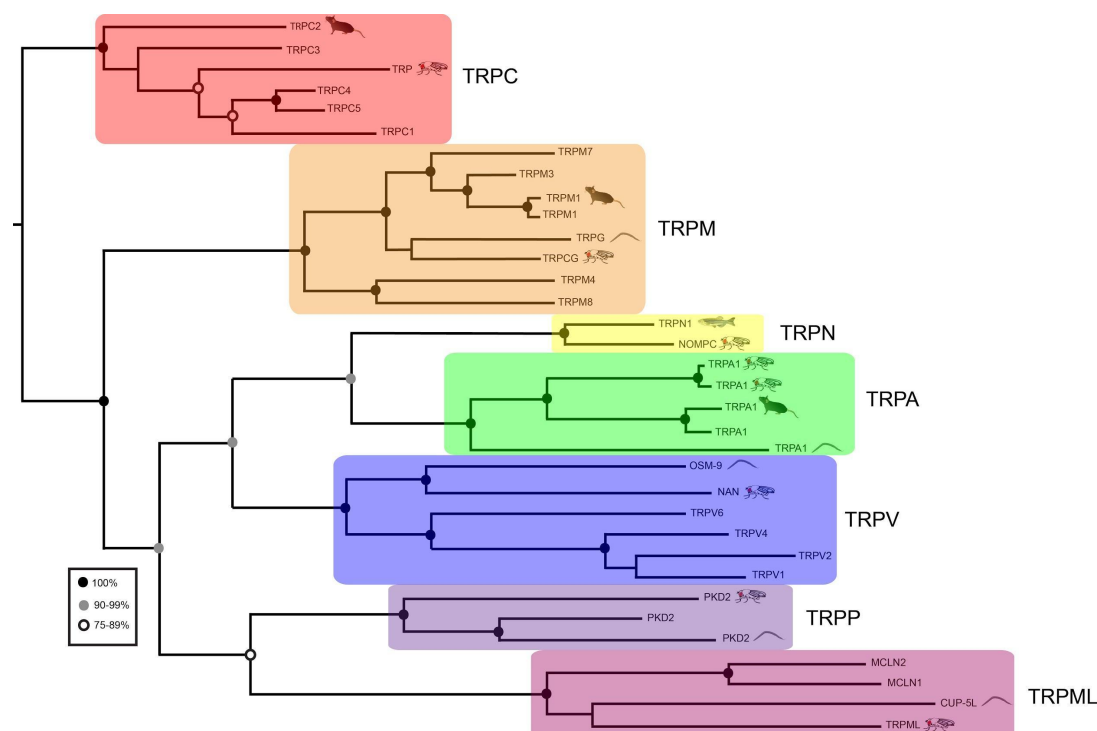 TRPC2
TRPC3
TRP
TRPC
TRPC4
TRPC5
TRPC1
TRPM7
TRPM3
TRPM1
TRPM1
TRPM
TRPG
TRPCG
TRPM4
TRPM8
TRPN1
TRPN
NOMPC
TRPA1
TRPA1
TRPA
TRPA1
TRPA1
TRPA1
OSM-9
NAN
TRPV6
TRPV
TRPV4
TRPV2
TRPV1
100%
90-99%
75-89%
PKD2
PKD2
TRPP
PKD2
MCLN2
MCLN1
TRPML
CUP-5L
TRPML